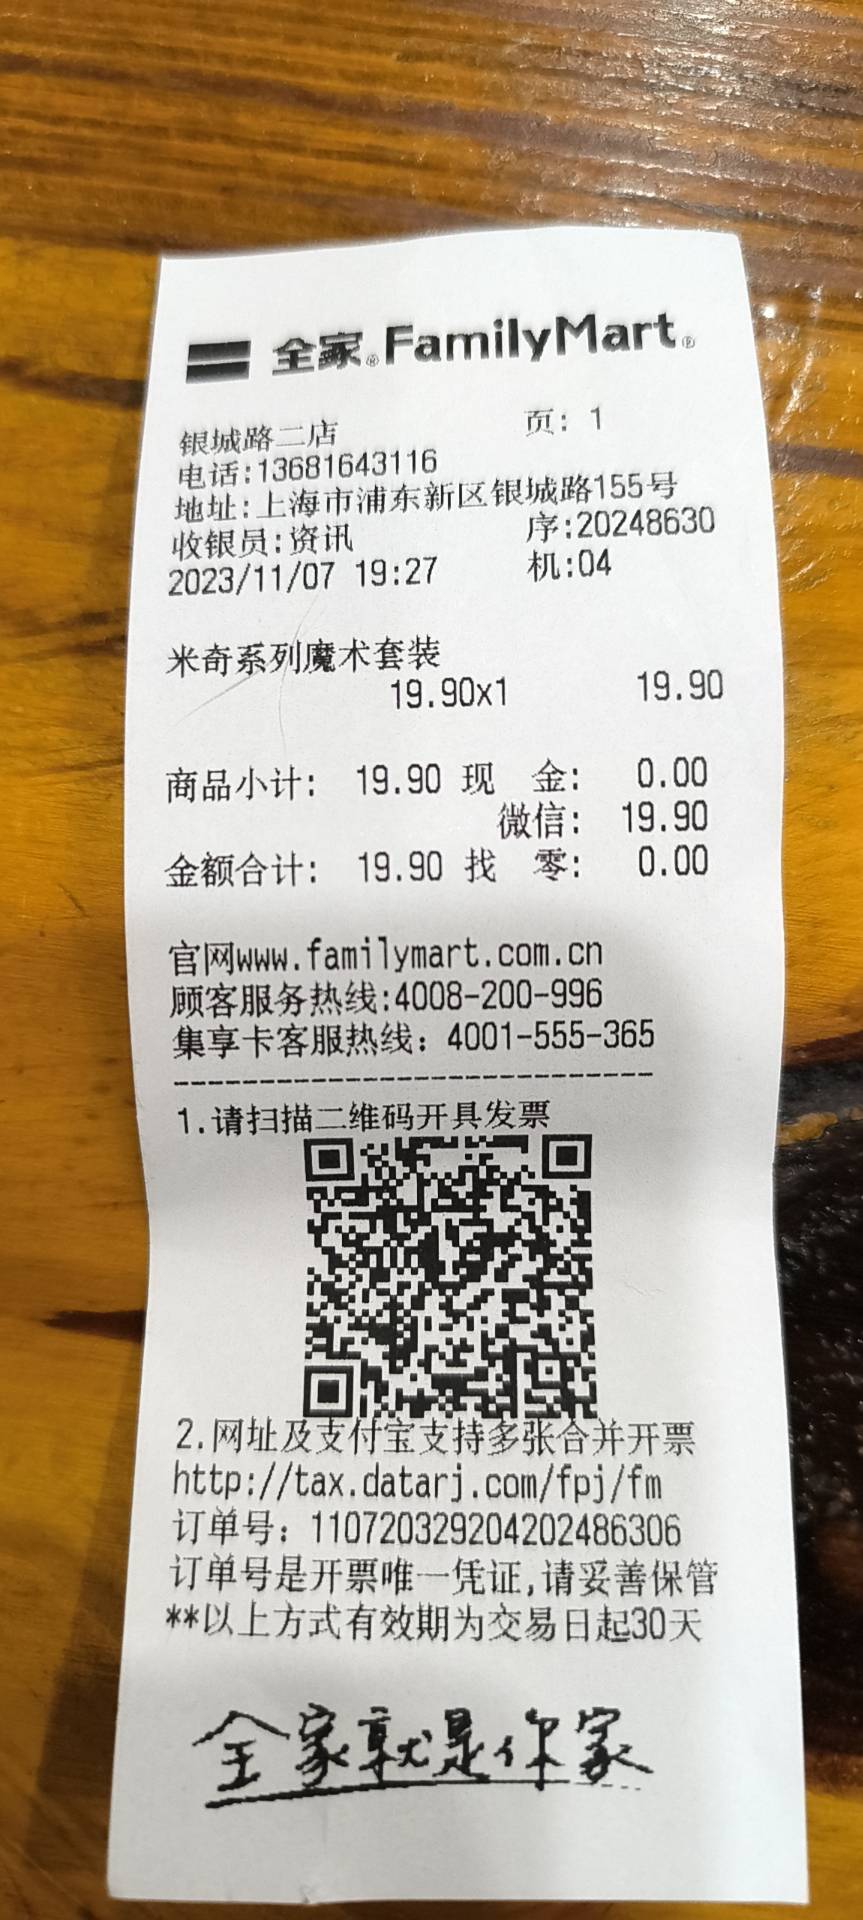 全家®FamilyMart®
银城路二店 页: 1
电话:13681643116
地址:上海市浦东新区银城路155号
收银员:资讯 序:20248630
2023/11/07 19:27 机:04
米奇系列魔术套装
19.90x1 19.90
商品小计: 19.90 现 金: 0.00
微信: 19.90
金额合计: 19.90 找 零: 0.00
官网www.familymart.com.cn
顾客服务热线:4008-200-996
集享卡客服热线: 4001-555-365
----------------------------
1.请扫描二维码开具发票
2.网址及支付宝支持多张合并开票
http://tax.datarj.com/fpj/fm
订单号: 110720329204202486306
订单号是开票唯一凭证,请妥善保管
**以上方式有效期为交易日起30天
全家就是你家